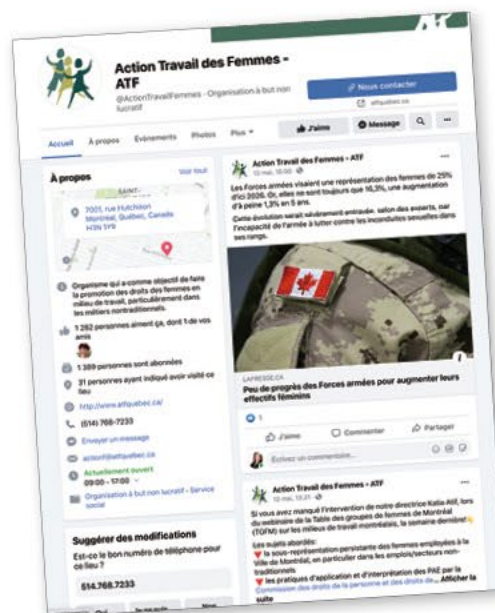 Action Travail des Femmes -
ATF
@ActionTravailFemmes · Organisation à but non
lucratif
Nous contacter
atfquebec.ca
Accueil
À propos
Événements
Photos
Plus
J'aime
Message
À propos
Voir tout
SAINT-
7001, rue Hutchison
Montréal, Québec, Canada
H3N 1Y9
Organisme qui a comme objectif de faire
la promotion des droits des femmes en
milieu de travail, particulièrement dans
les métiers nontraditionnels.
1 292 personnes aiment ça, dont 1 de vos
amis
1 389 personnes sont abonnées
31 personnes ayant indiqué avoir visité ce
lieu
http://www.atfquebec.ca/
(514) 768-7233
Envoyer un message
actionf@atfquebec.ca
Actuellement ouvert
09:00 - 17:00
Organisation à but non lucratif · Service
social
Suggérer des modifications
Est-ce le bon numéro de téléphone pour
ce lieu ?
514.768.7233
Oui
Non
Action Travail des Femmes - ATF
Les Forces armées visaient une représentation des femmes de 25%
d'ici 2026. Or, elles ne sont toujours que 16,3%, une augmentation
d'à peine 1,3% en 5 ans.
Cette évolution serait sévèrement entravée, selon des experts, par
l'incapacité de l'armée à lutter contre les inconduites sexuelles dans
ses rangs.
LAPRESSE.CA
Peu de progrès des Forces armées pour augmenter leurs
effectifs féminins
1
J'aime
Commenter
Partager
Écrivez un commentaire...
Action Travail des Femmes - ATF
Si vous avez manqué l'intervention de notre directrice Katia Atif, lors
du webinaire de la Table des groupes de femmes de Montréal
(TGFM) sur les milieux de travail montréalais, la semaine dernière!
Les sujets abordés:
la sous-représentation persistante des femmes employées à la
Ville de Montréal, en particulier dans les emplois/secteurs non-
traditionnels
les pratiques d'application et d'interprétation des PAE par la
Commission des droits de la personne et des droits de... Afficher la
suite